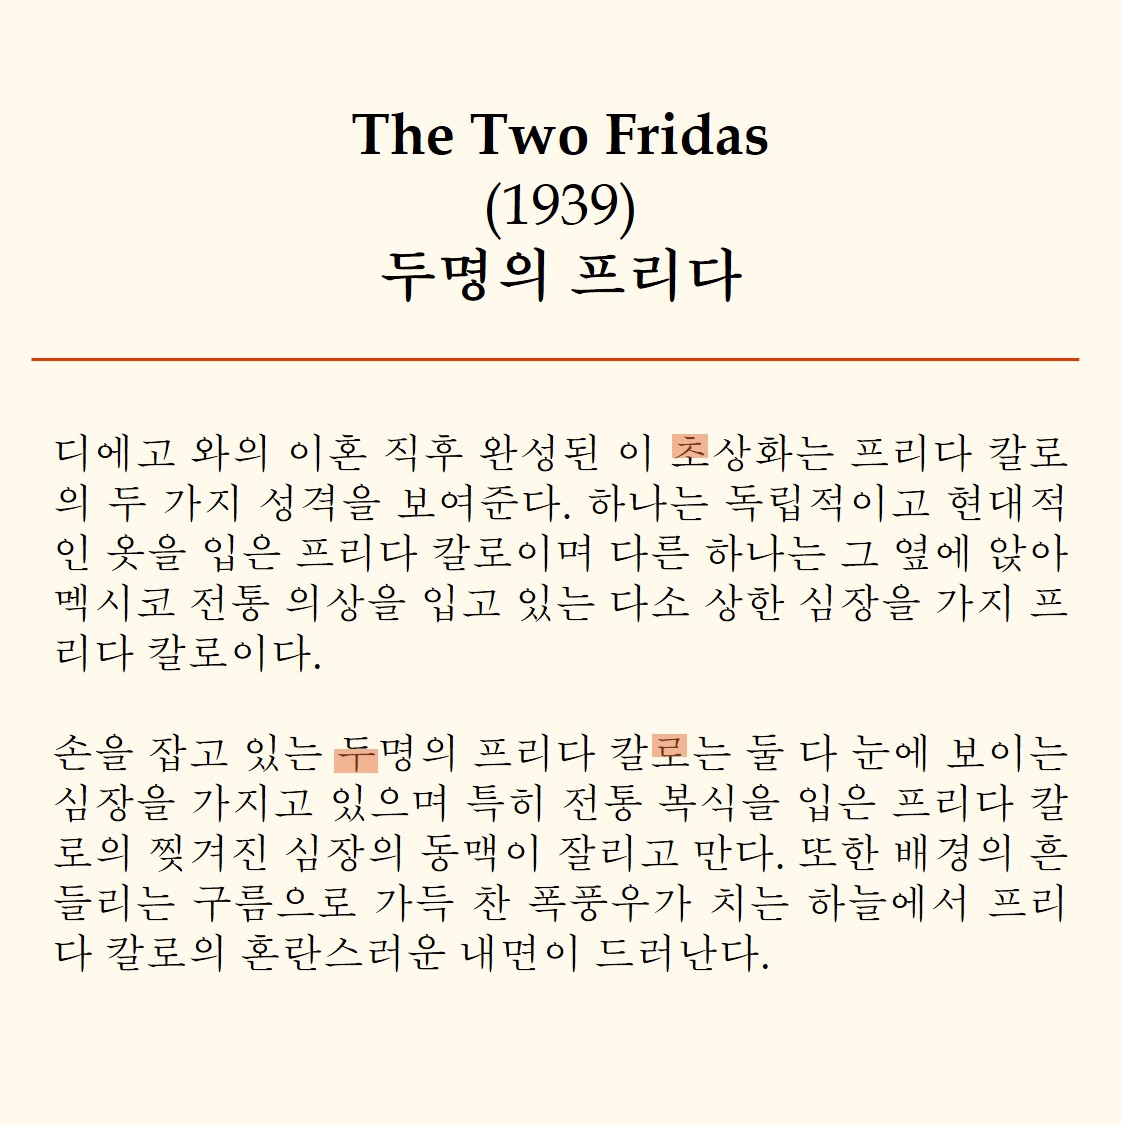 The Two Fridas
(1939)
두명의 프리다
디에고 와의 이혼 직후 완성된 이 초상화는 프리다 칼로
의 두 가지 성격을 보여준다. 하나는 독립적이고 현대적
인 옷을 입은 프리다 칼로이며 다른 하나는 그 옆에 앉아
멕시코 전통 의상을 입고 있는 다소 상한 심장을 가지 프
리다 칼로이다.
손을 잡고 있는 두명의 프리다 칼로는 둘 다 눈에 보이는
심장을 가지고 있으며 특히 전통 복식을 입은 프리다 칼
로의 찢겨진 심장의 동맥이 잘리고 만다. 또한 배경의 흔
들리는 구름으로 가득 찬 폭풍우가 치는 하늘에서 프리
다 칼로의 혼란스러운 내면이 드러난다.